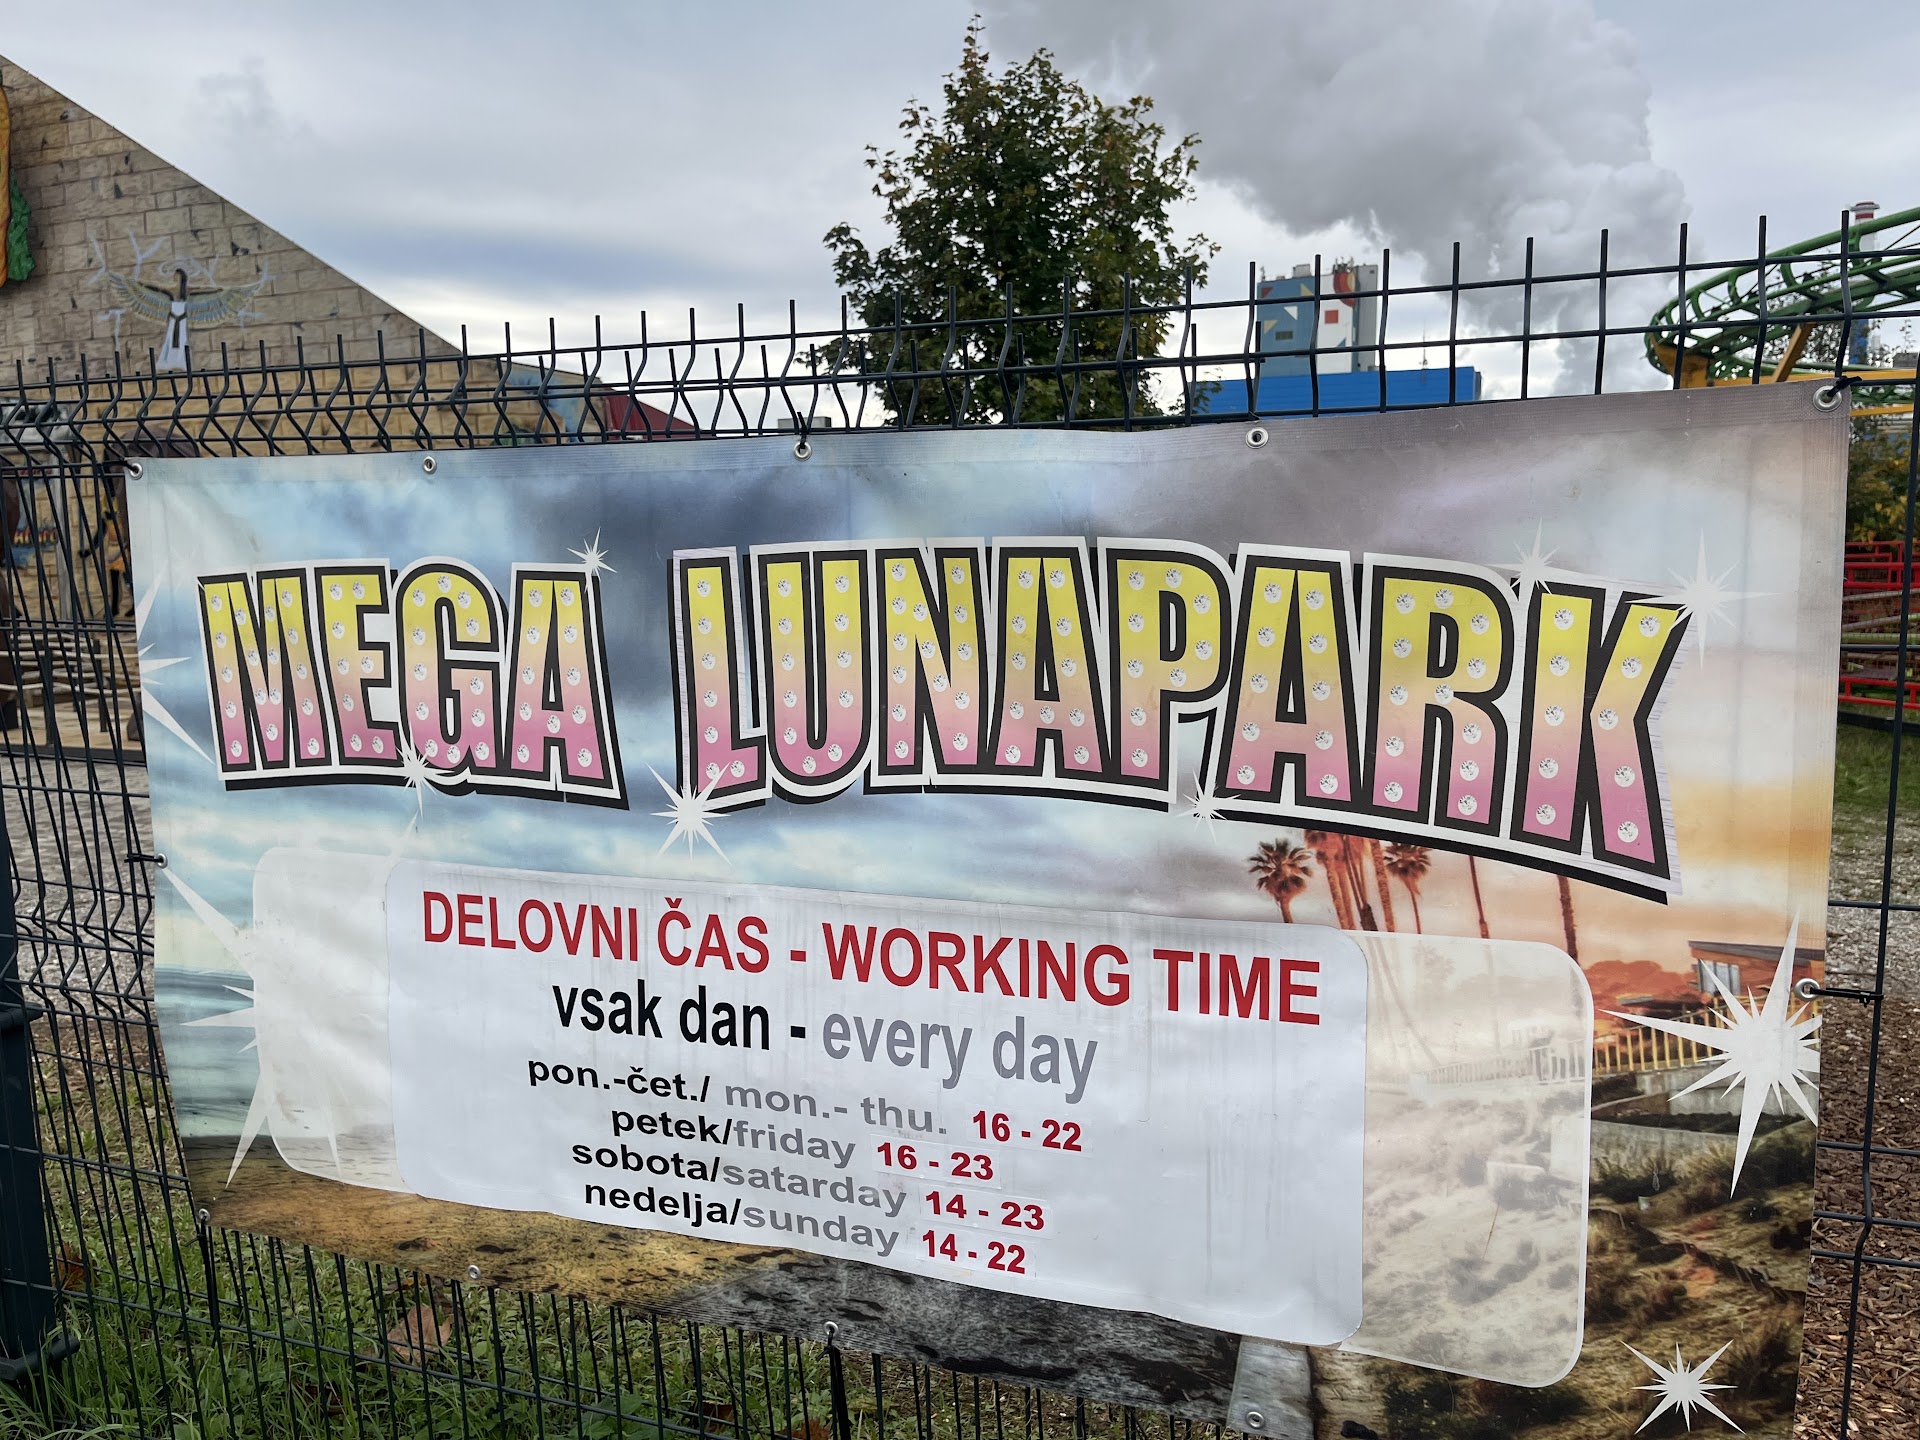 MEGA LUNAPARK
DELOVNI ČAS - WORKING TIME
vsak dan - every day
pon.-čet./ mon.- thu. 16 - 22
petek/friday 16 - 23
sobota/satarday 14 - 23
nedelja/sunday 14 - 22